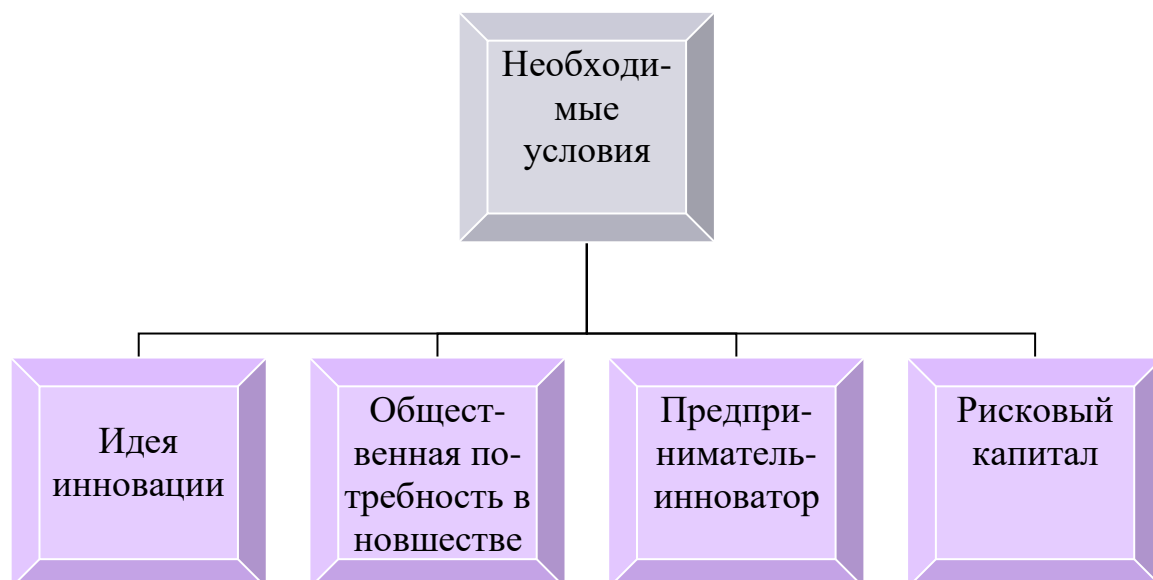 Необходи-
мые
условия
Идея
инновации
Общест-
венная по-
требность в
новшестве
Предпри-
ниматель-
инноватор
Рисковый
капитал